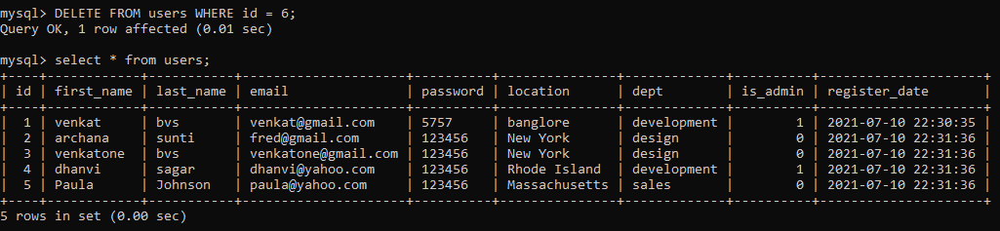 mysql> DELETE FROM users WHERE id = 6;
Query OK, 1 row affected (0.01 sec)
mysql> select * from users;
+----+------------+-----------+---------------------+----------+---------------+-------------+----------+---------------------+
| id | first_name | last_name | email               | password | location      | dept        | is_admin | register_date       |
+----+------------+-----------+---------------------+----------+---------------+-------------+----------+---------------------+
|  1 | venkat     | bvs       | venkat@gmail.com    | 5757     | banglore      | development |        1 | 2021-07-10 22:30:35 |
|  2 | archana    | sunti     | fred@gmail.com      | 123456   | New York      | design      |        0 | 2021-07-10 22:31:36 |
|  3 | venkatone  | bvs       | venkatone@gmail.com | 123456   | New York      | design      |        0 | 2021-07-10 22:31:36 |
|  4 | dhanvi     | sagar     | dhanvi@yahoo.com    | 123456   | Rhode Island  | development |        1 | 2021-07-10 22:31:36 |
|  5 | Paula      | Johnson   | paula@yahoo.com     | 123456   | Massachusetts | sales       |        0 | 2021-07-10 22:31:36 |
+----+------------+-----------+---------------------+----------+---------------+-------------+----------+---------------------+
5 rows in set (0.00 sec)